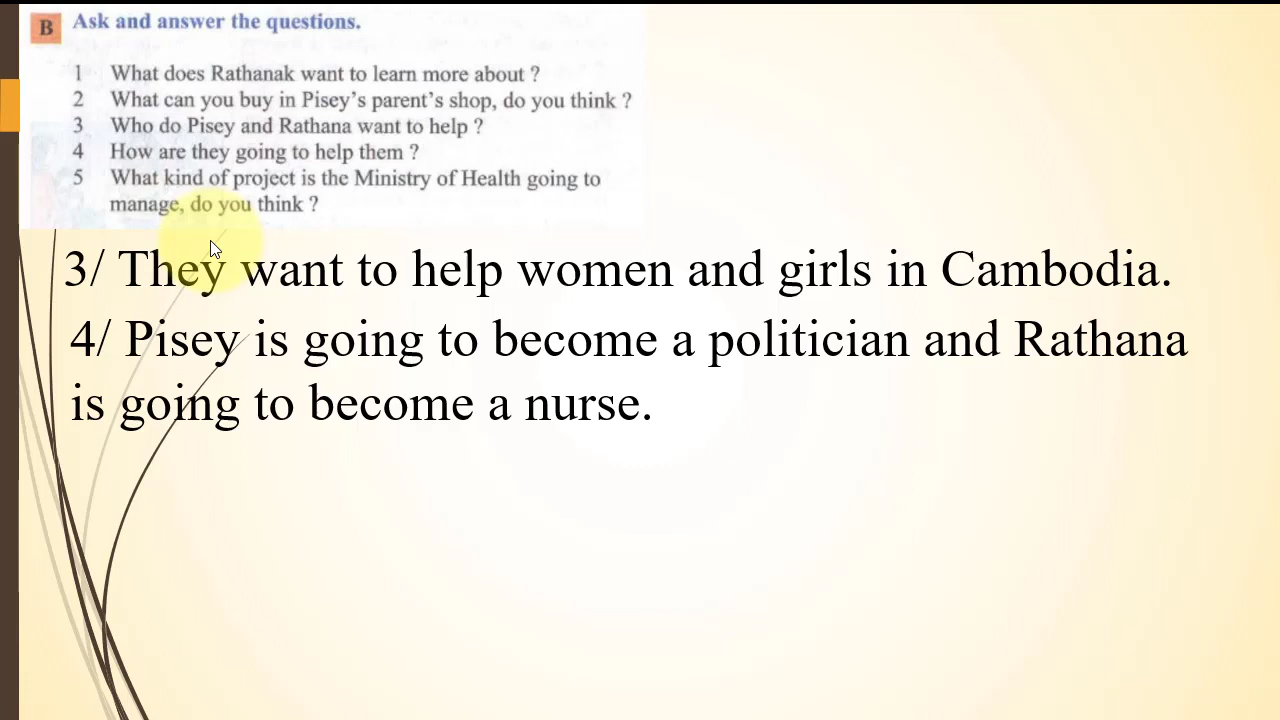 B Ask and answer the questions.
1 What does Rathanak want to learn more about ?
2 What can you buy in Pisey's parent's shop, do you think ?
3 Who do Pisey and Rathana want to help ?
4 How are they going to help them ?
5 What kind of project is the Ministry of Health going to
manage, do you think ?
3/ They want to help women and girls in Cambodia.
4/ Pisey is going to become a politician and Rathana
is going to become a nurse.